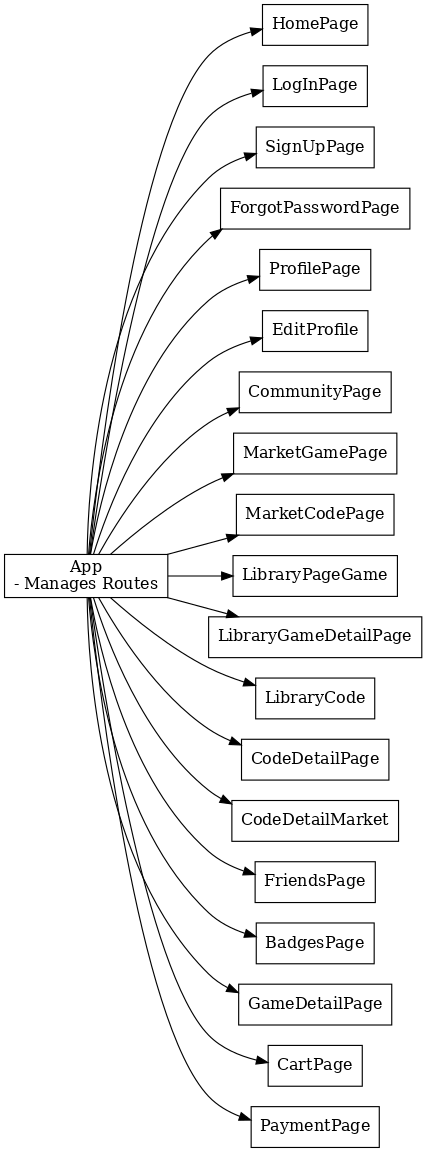 HomePage
LogInPage
SignUpPage
ForgotPasswordPage
ProfilePage
EditProfile
CommunityPage
MarketGamePage
MarketCodePage
App
- Manages Routes
LibraryPageGame
LibraryGameDetailPage
LibraryCode
CodeDetailPage
CodeDetailMarket
FriendsPage
BadgesPage
GameDetailPage
CartPage
PaymentPage